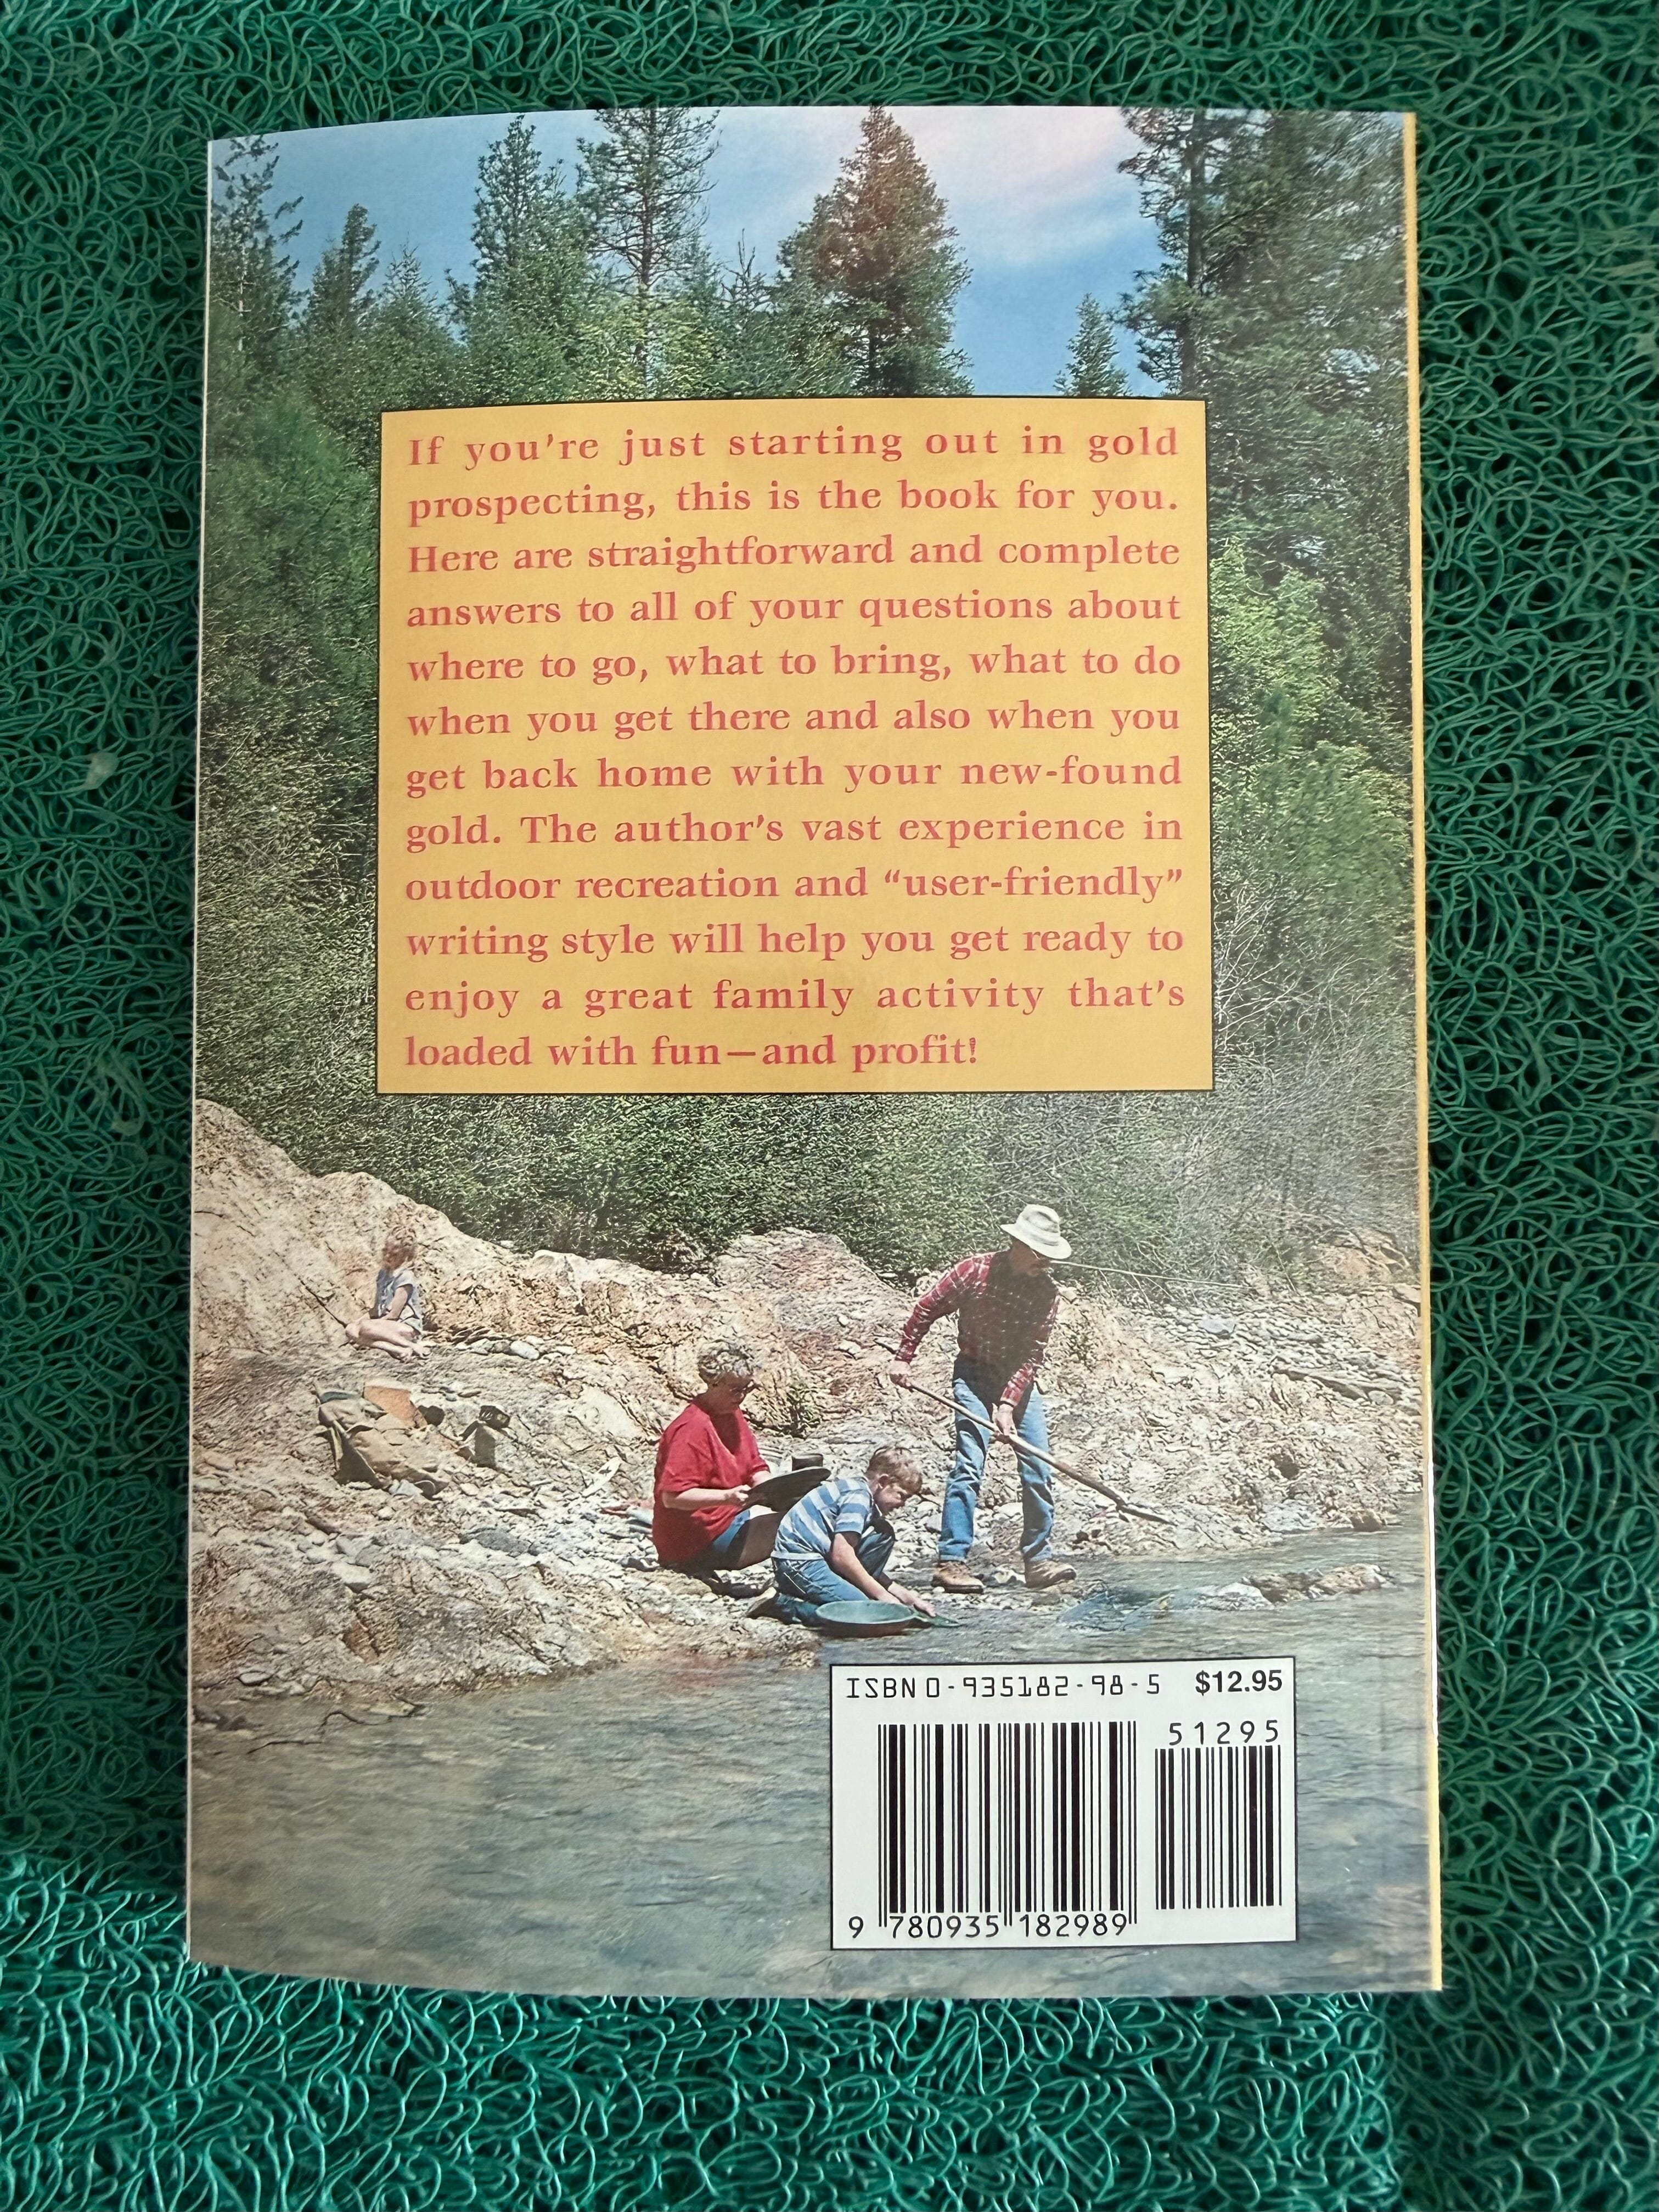 If you're just starting out in gold
prospecting, this is the book for you.
Here are straightforward and complete
answers to all of your questions about
where to go, what to bring, what to do
when you get there and also when you
get back home with your new-found
gold. The author's vast experience in
outdoor recreation and “user-friendly”
writing style will help you get ready to
enjoy a great family activity that's
loaded with fun—and profit!
ISBN 0-935182-98-5 $12.95
51295
9 780935 182989